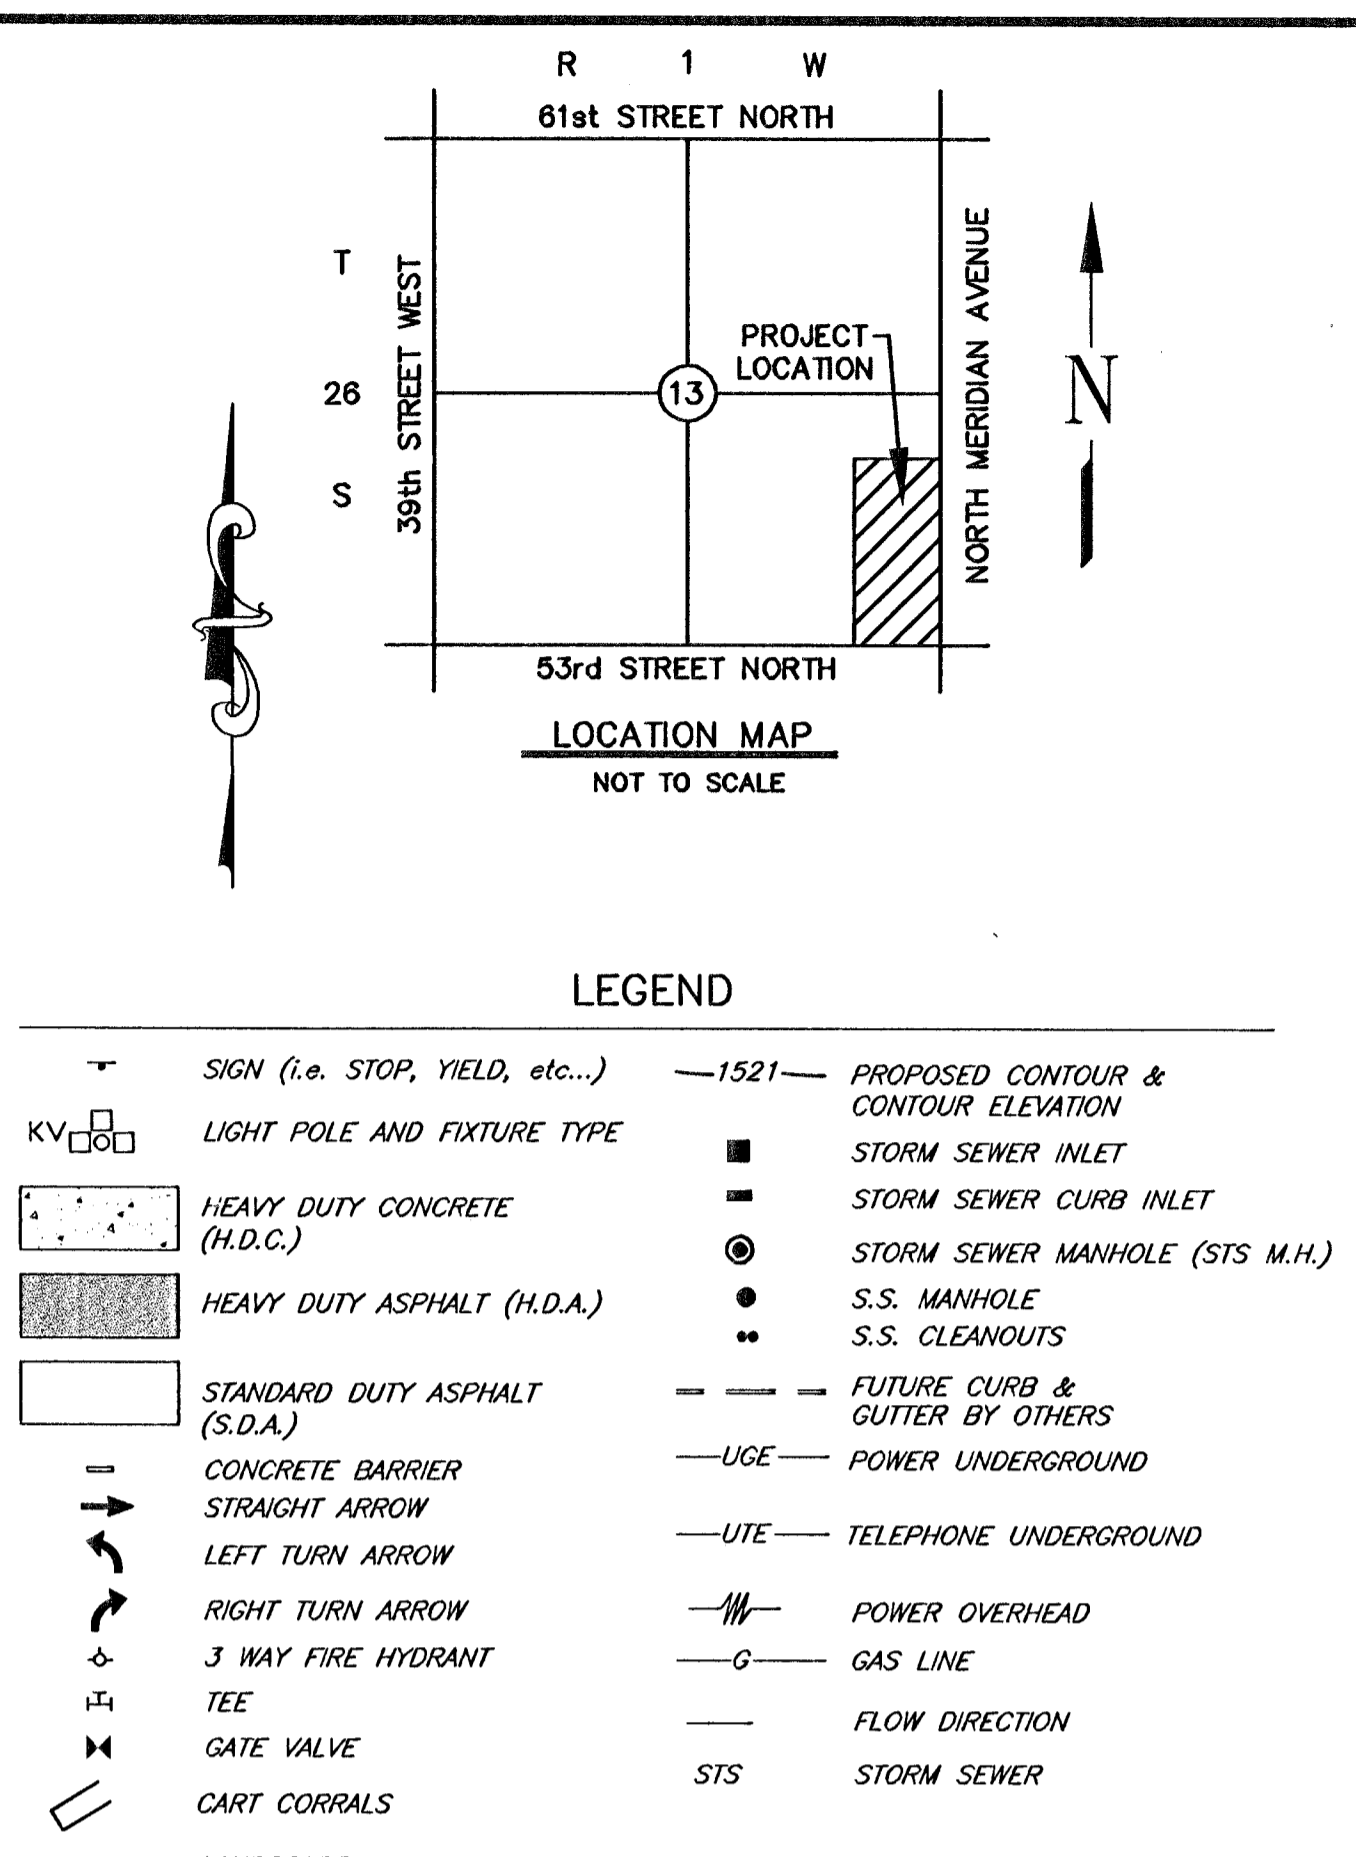 R 1 W
61st STREET NORTH
T
26
S
39th STREET WEST
PROJECT
LOCATION
13
NORTH MERIDIAN AVENUE
N
53rd STREET NORTH
LOCATION MAP
NOT TO SCALE
LEGEND
SIGN (i.e. STOP, YIELD, etc...)
KV LIGHT POLE AND FIXTURE TYPE
HEAVY DUTY CONCRETE
(H.D.C.)
HEAVY DUTY ASPHALT (H.D.A.)
STANDARD DUTY ASPHALT
(S.D.A.)
CONCRETE BARRIER
STRAIGHT ARROW
LEFT TURN ARROW
RIGHT TURN ARROW
3 WAY FIRE HYDRANT
TEE
GATE VALVE
CART CORRALS
1521 PROPOSED CONTOUR &
CONTOUR ELEVATION
STORM SEWER INLET
STORM SEWER CURB INLET
STORM SEWER MANHOLE (STS M.H.)
S.S. MANHOLE
S.S. CLEANOUTS
FUTURE CURB &
GUTTER BY OTHERS
UGE POWER UNDERGROUND
UTE TELEPHONE UNDERGROUND
POWER OVERHEAD
G GAS LINE
FLOW DIRECTION
STS STORM SEWER